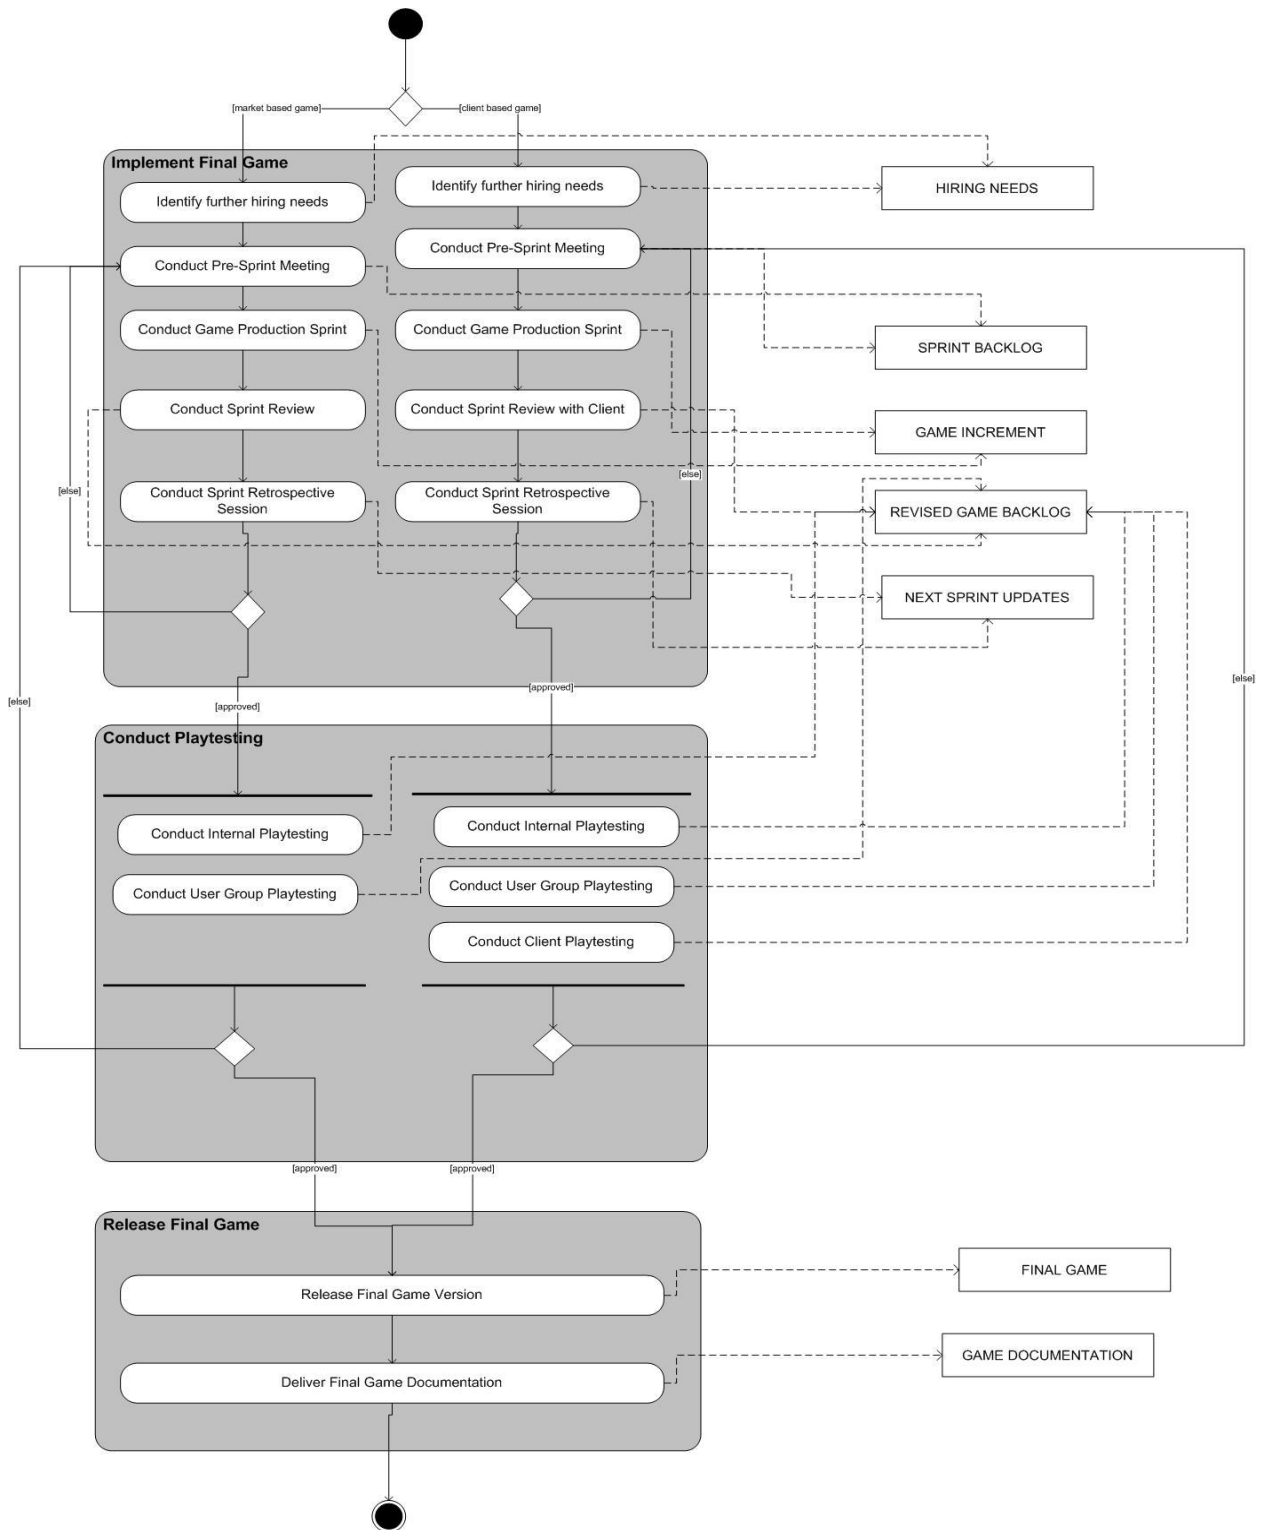 [market based game]
[client based game]
Implement Final Game
Identify further hiring needs
Identify further hiring needs
HIRING NEEDS
Conduct Pre-Sprint Meeting
Conduct Pre-Sprint Meeting
Conduct Game Production Sprint
Conduct Game Production Sprint
SPRINT BACKLOG
Conduct Sprint Review
Conduct Sprint Review with Client
GAME INCREMENT
[else]
[else]
Conduct Sprint Retrospective
Session
Conduct Sprint Retrospective
Session
REVISED GAME BACKLOG
NEXT SPRINT UPDATES
[else]
[approved]
[approved]
[else]
Conduct Playtesting
Conduct Internal Playtesting
Conduct Internal Playtesting
Conduct User Group Playtesting
Conduct User Group Playtesting
Conduct Client Playtesting
[approved]
[approved]
Release Final Game
FINAL GAME
Release Final Game Version
GAME DOCUMENTATION
Deliver Final Game Documentation